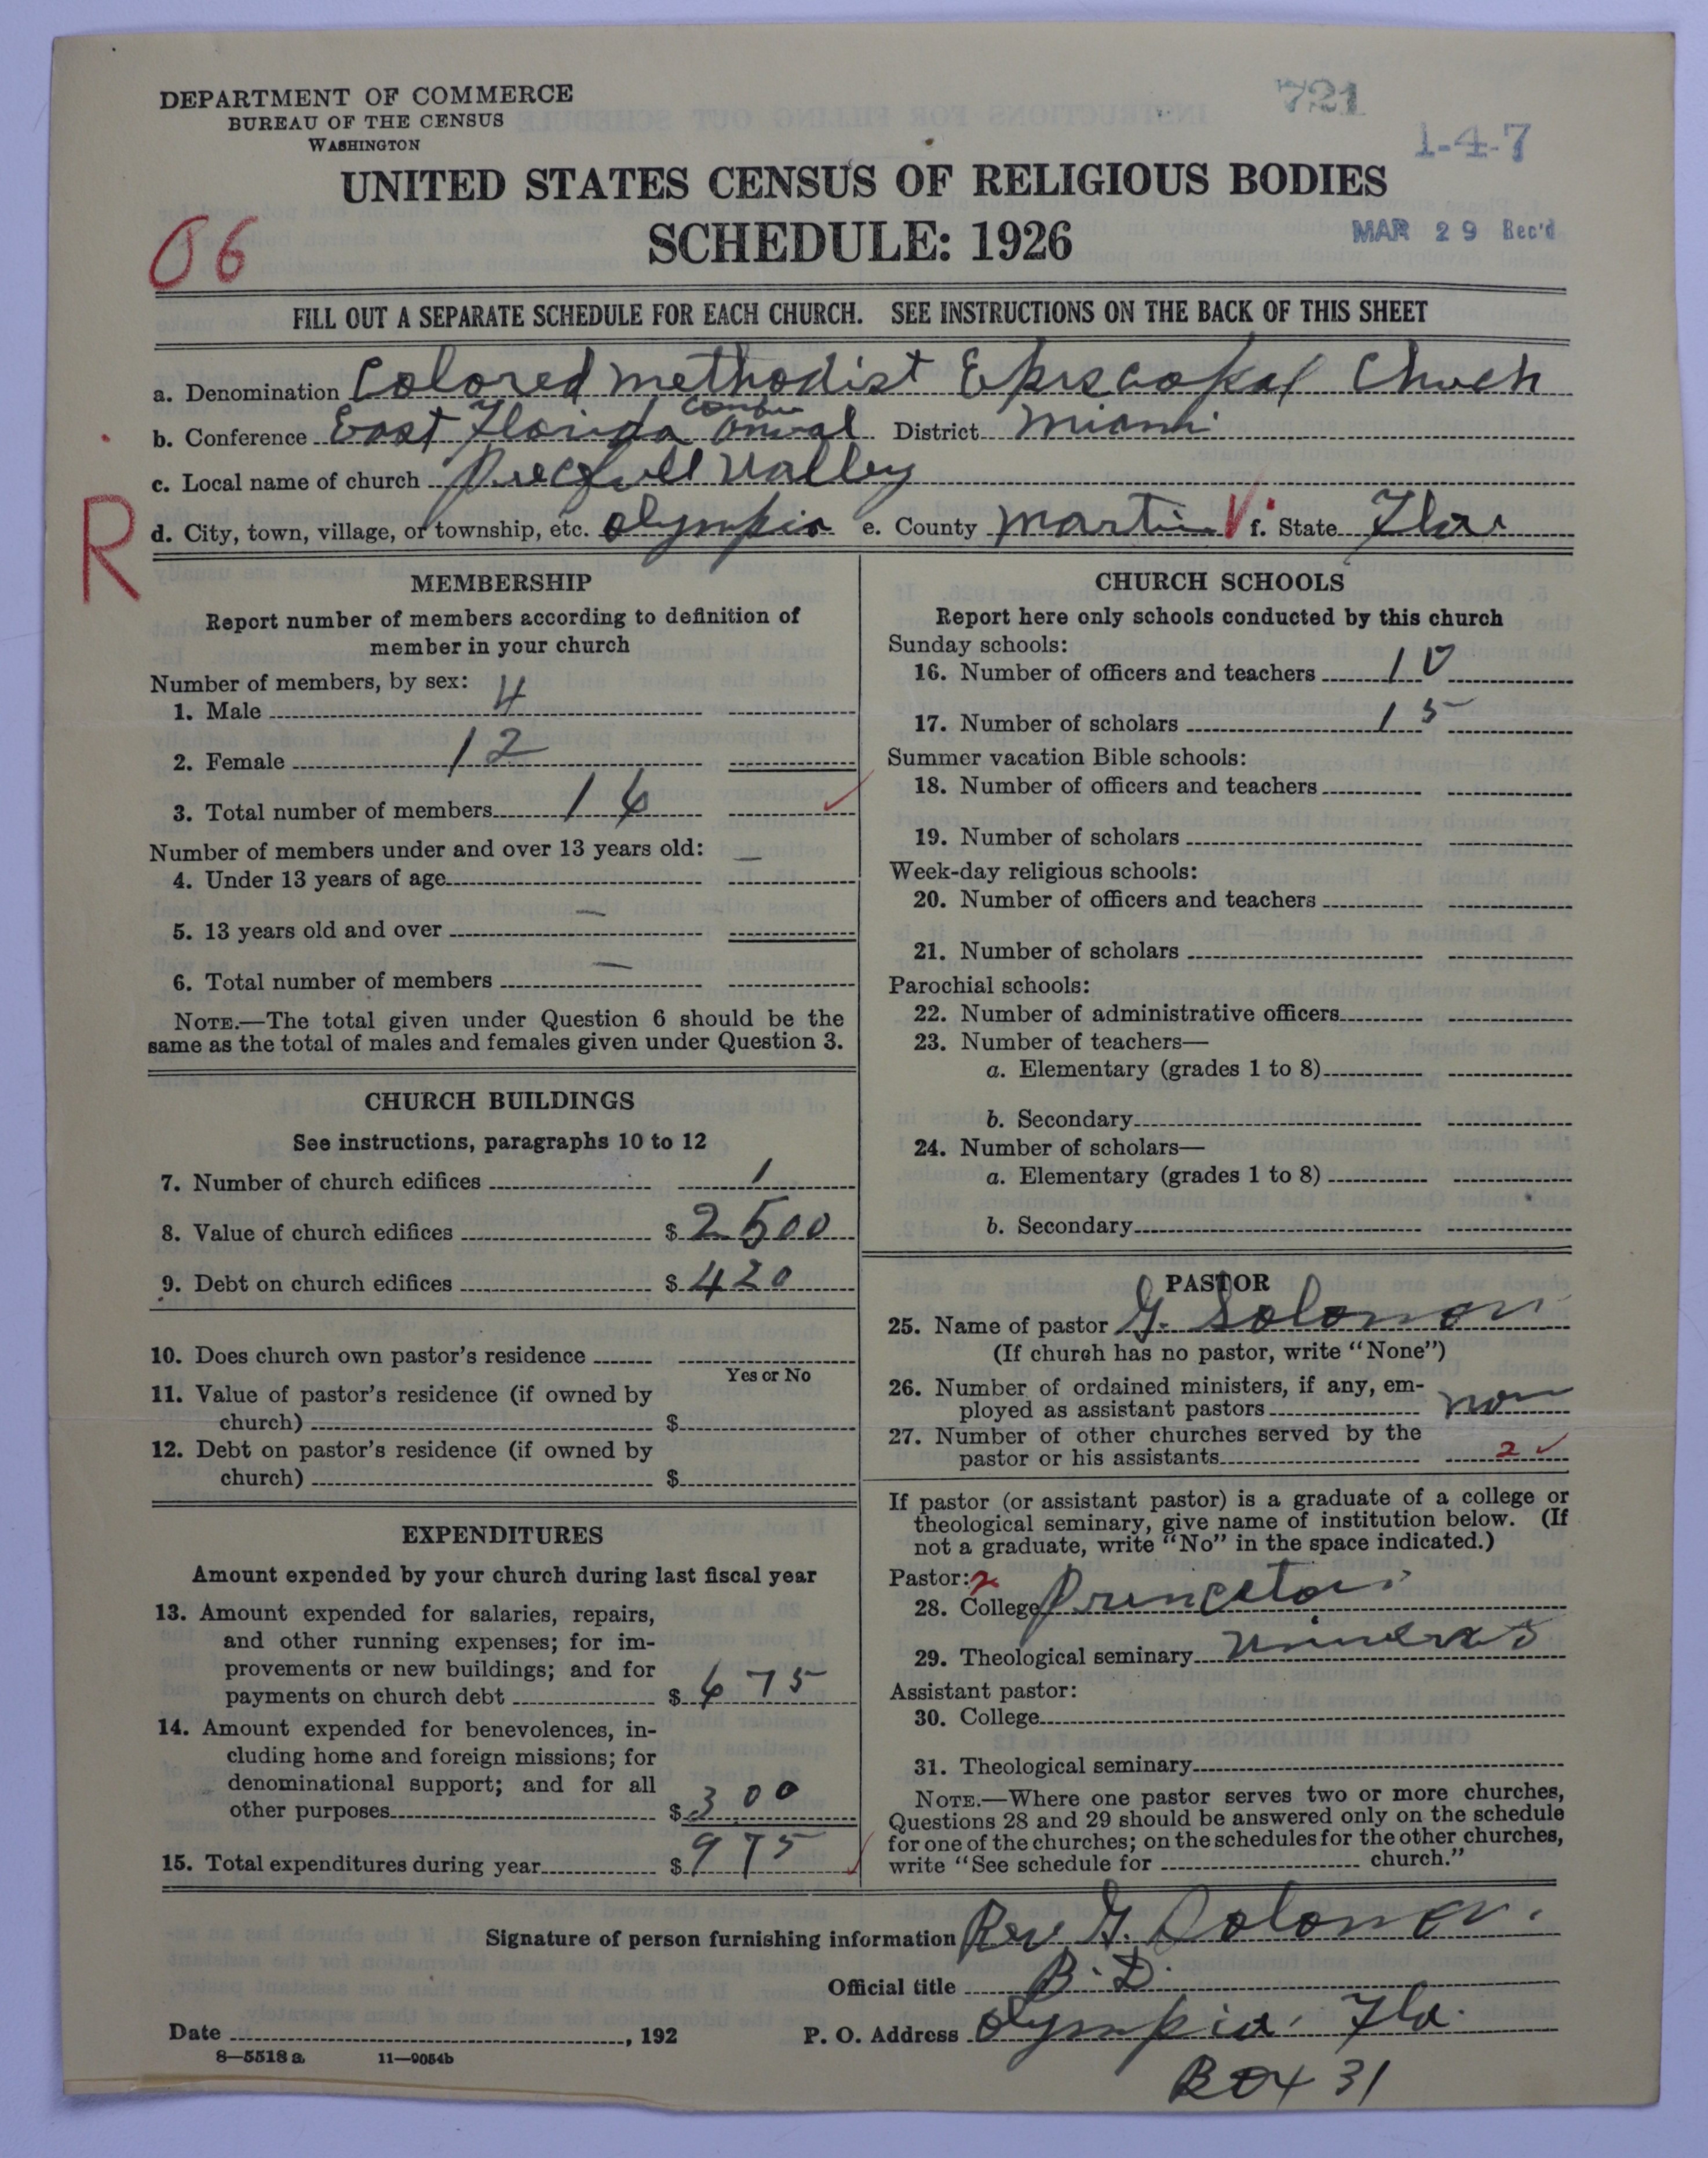 DEPARTMENT OF COMMERCE
BUREAU OF THE CENSUS
WASHINGTON
721
1-4-7
UNITED STATES CENSUS OF RELIGIOUS BODIES
SCHEDULE: 1926
MAR 29 Rec'd
06
FILL OUT A SEPARATE SCHEDULE FOR EACH CHURCH. SEE INSTRUCTIONS ON THE BACK OF THIS SHEET
a. Denomination Colored Methodist Episcopal Chuch
b. Conference East Florida District Miami
c. Local name of church Valley
R
d. City, town, village, or township, etc. Olympia e. County Martin f. State Fla
MEMBERSHIP
Report number of members according to definition of
member in your church
Number of members, by sex:
1. Male 4
2. Female 12
3. Total number of members 16
Number of members under and over 13 years old:
4. Under 13 years of age —
5. 13 years old and over —
6. Total number of members —
NOTE.—The total given under Question 6 should be the
same as the total of males and females given under Question 3.
CHURCH BUILDINGS
See instructions, paragraphs 10 to 12
7. Number of church edifices 1
8. Value of church edifices $ 2500
9. Debt on church edifices $ 420
10. Does church own pastor's residence
Yes or No
11. Value of pastor's residence (if owned by
church) $
12. Debt on pastor's residence (if owned by
church) $
EXPENDITURES
Amount expended by your church during last fiscal year
13. Amount expended for salaries, repairs,
and other running expenses; for im-
provements or new buildings; and for
payments on church debt $ 675
14. Amount expended for benevolences, in-
cluding home and foreign missions; for
denominational support; and for all
other purposes $ 300
15. Total expenditures during year $ 975
CHURCH SCHOOLS
Report here only schools conducted by this church
Sunday schools:
16. Number of officers and teachers 10
17. Number of scholars 15
Summer vacation Bible schools:
18. Number of officers and teachers
19. Number of scholars
Week-day religious schools:
20. Number of officers and teachers
21. Number of scholars
Parochial schools:
22. Number of administrative officers
23. Number of teachers—
a. Elementary (grades 1 to 8)
b. Secondary
24. Number of scholars—
a. Elementary (grades 1 to 8)
b. Secondary
PASTOR
25. Name of pastor G. Solomon
(If church has no pastor, write "None")
26. Number of ordained ministers, if any, em-
ployed as assistant pastors non
27. Number of other churches served by the
pastor or his assistants 2
If pastor (or assistant pastor) is a graduate of a college or
theological seminary, give name of institution below. (If
not a graduate, write "No" in the space indicated.)
Pastor: 2
28. College Princeton
29. Theological seminary
Assistant pastor:
30. College
31. Theological seminary
NOTE.—Where one pastor serves two or more churches,
Questions 28 and 29 should be answered only on the schedule
for one of the churches; on the schedules for the other churches,
write "See schedule for church."
Signature of person furnishing information Rev G. Solomon.
Official title B. D.
Date , 192 P. O. Address Olympia. Fla.
8—5518a 11—9054b
Box 31